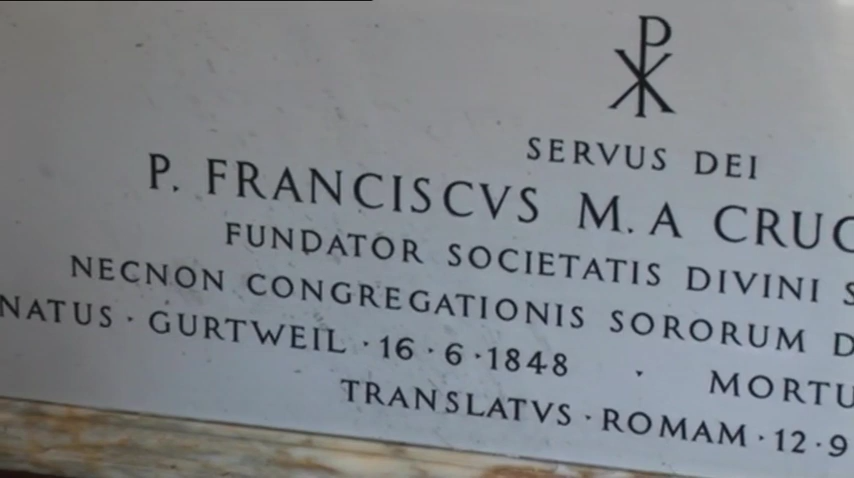 SERVUS DEI
P. FRANCISCVS M. A CRUC
FUNDATOR SOCIETATIS DIVINI S
NECNON CONGREGATIONIS SORORUM D
NATUS · GURTWEIL · 16 · 6 · 1848 · MORTU
TRANSLATVS · ROMAM · 12 · 9